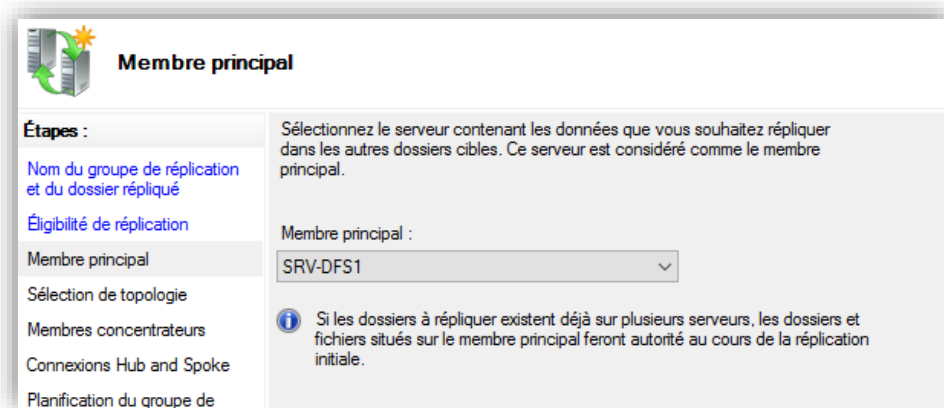 Membre principal
Étapes :
Nom du groupe de réplication
et du dossier répliqué
Éligibilité de réplication
Membre principal
Sélection de topologie
Membres concentrateurs
Connexions Hub and Spoke
Planification du groupe de
Sélectionnez le serveur contenant les données que vous souhaitez répliquer
dans les autres dossiers cibles. Ce serveur est considéré comme le membre
principal.
Membre principal :
SRV-DFS1
Si les dossiers à répliquer existent déjà sur plusieurs serveurs, les dossiers et
fichiers situés sur le membre principal feront autorité au cours de la réplication
initiale.